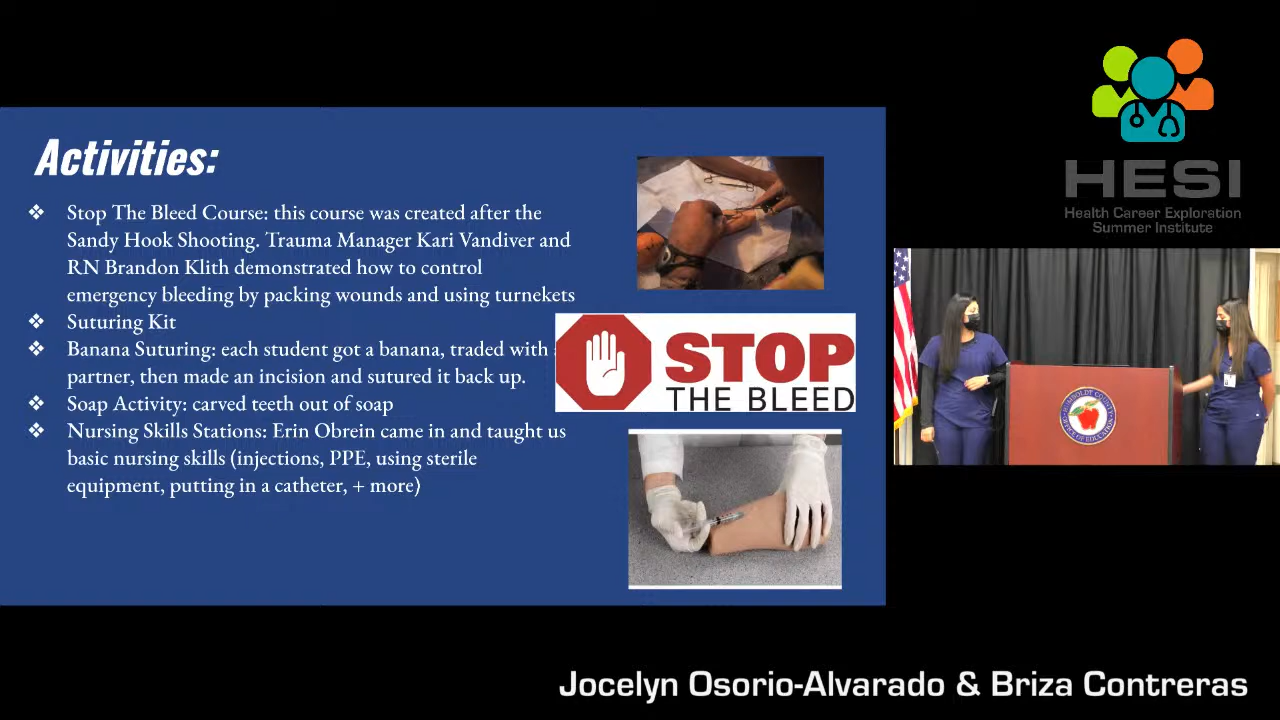 HESI
Health Career Exploration
Summer Institute
Activities:
❖ Stop The Bleed Course: this course was created after the
Sandy Hook Shooting. Trauma Manager Kari Vandiver and
RN Brandon Klith demonstrated how to control
emergency bleeding by packing wounds and using turnekets
❖ Suturing Kit
❖ Banana Suturing: each student got a banana, traded with
partner, then made an incision and sutured it back up.
❖ Soap Activity: carved teeth out of soap
❖ Nursing Skills Stations: Erin Obrein came in and taught us
basic nursing skills (injections, PPE, using sterile
equipment, putting in a catheter, + more)
STOP
THE BLEED
HUMBOLDT COUNTY
OFFICE OF EDUCATION
Jocelyn Osorio-Alvarado & Briza Contreras